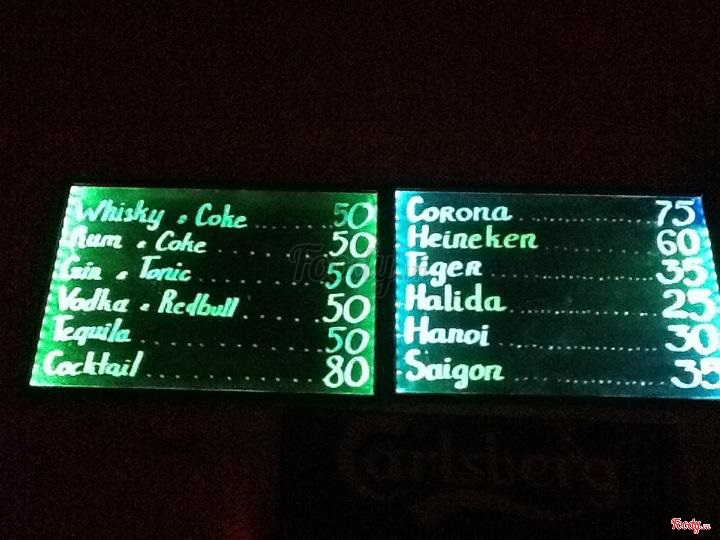 Whisky & Coke ........ 50
Rum & Coke ........ 50
Gin & Tonic ........ 50
Vodka & Redbull ........ 50
Tequila ........ 50
Cocktail ........ 80
Corona ........ 75
Heineken ........ 60
Tiger ........ 35
Halida ........ 25
Hanoi ........ 30
Saigon ........ 35
Carlsberg
Foody
Foody.vn